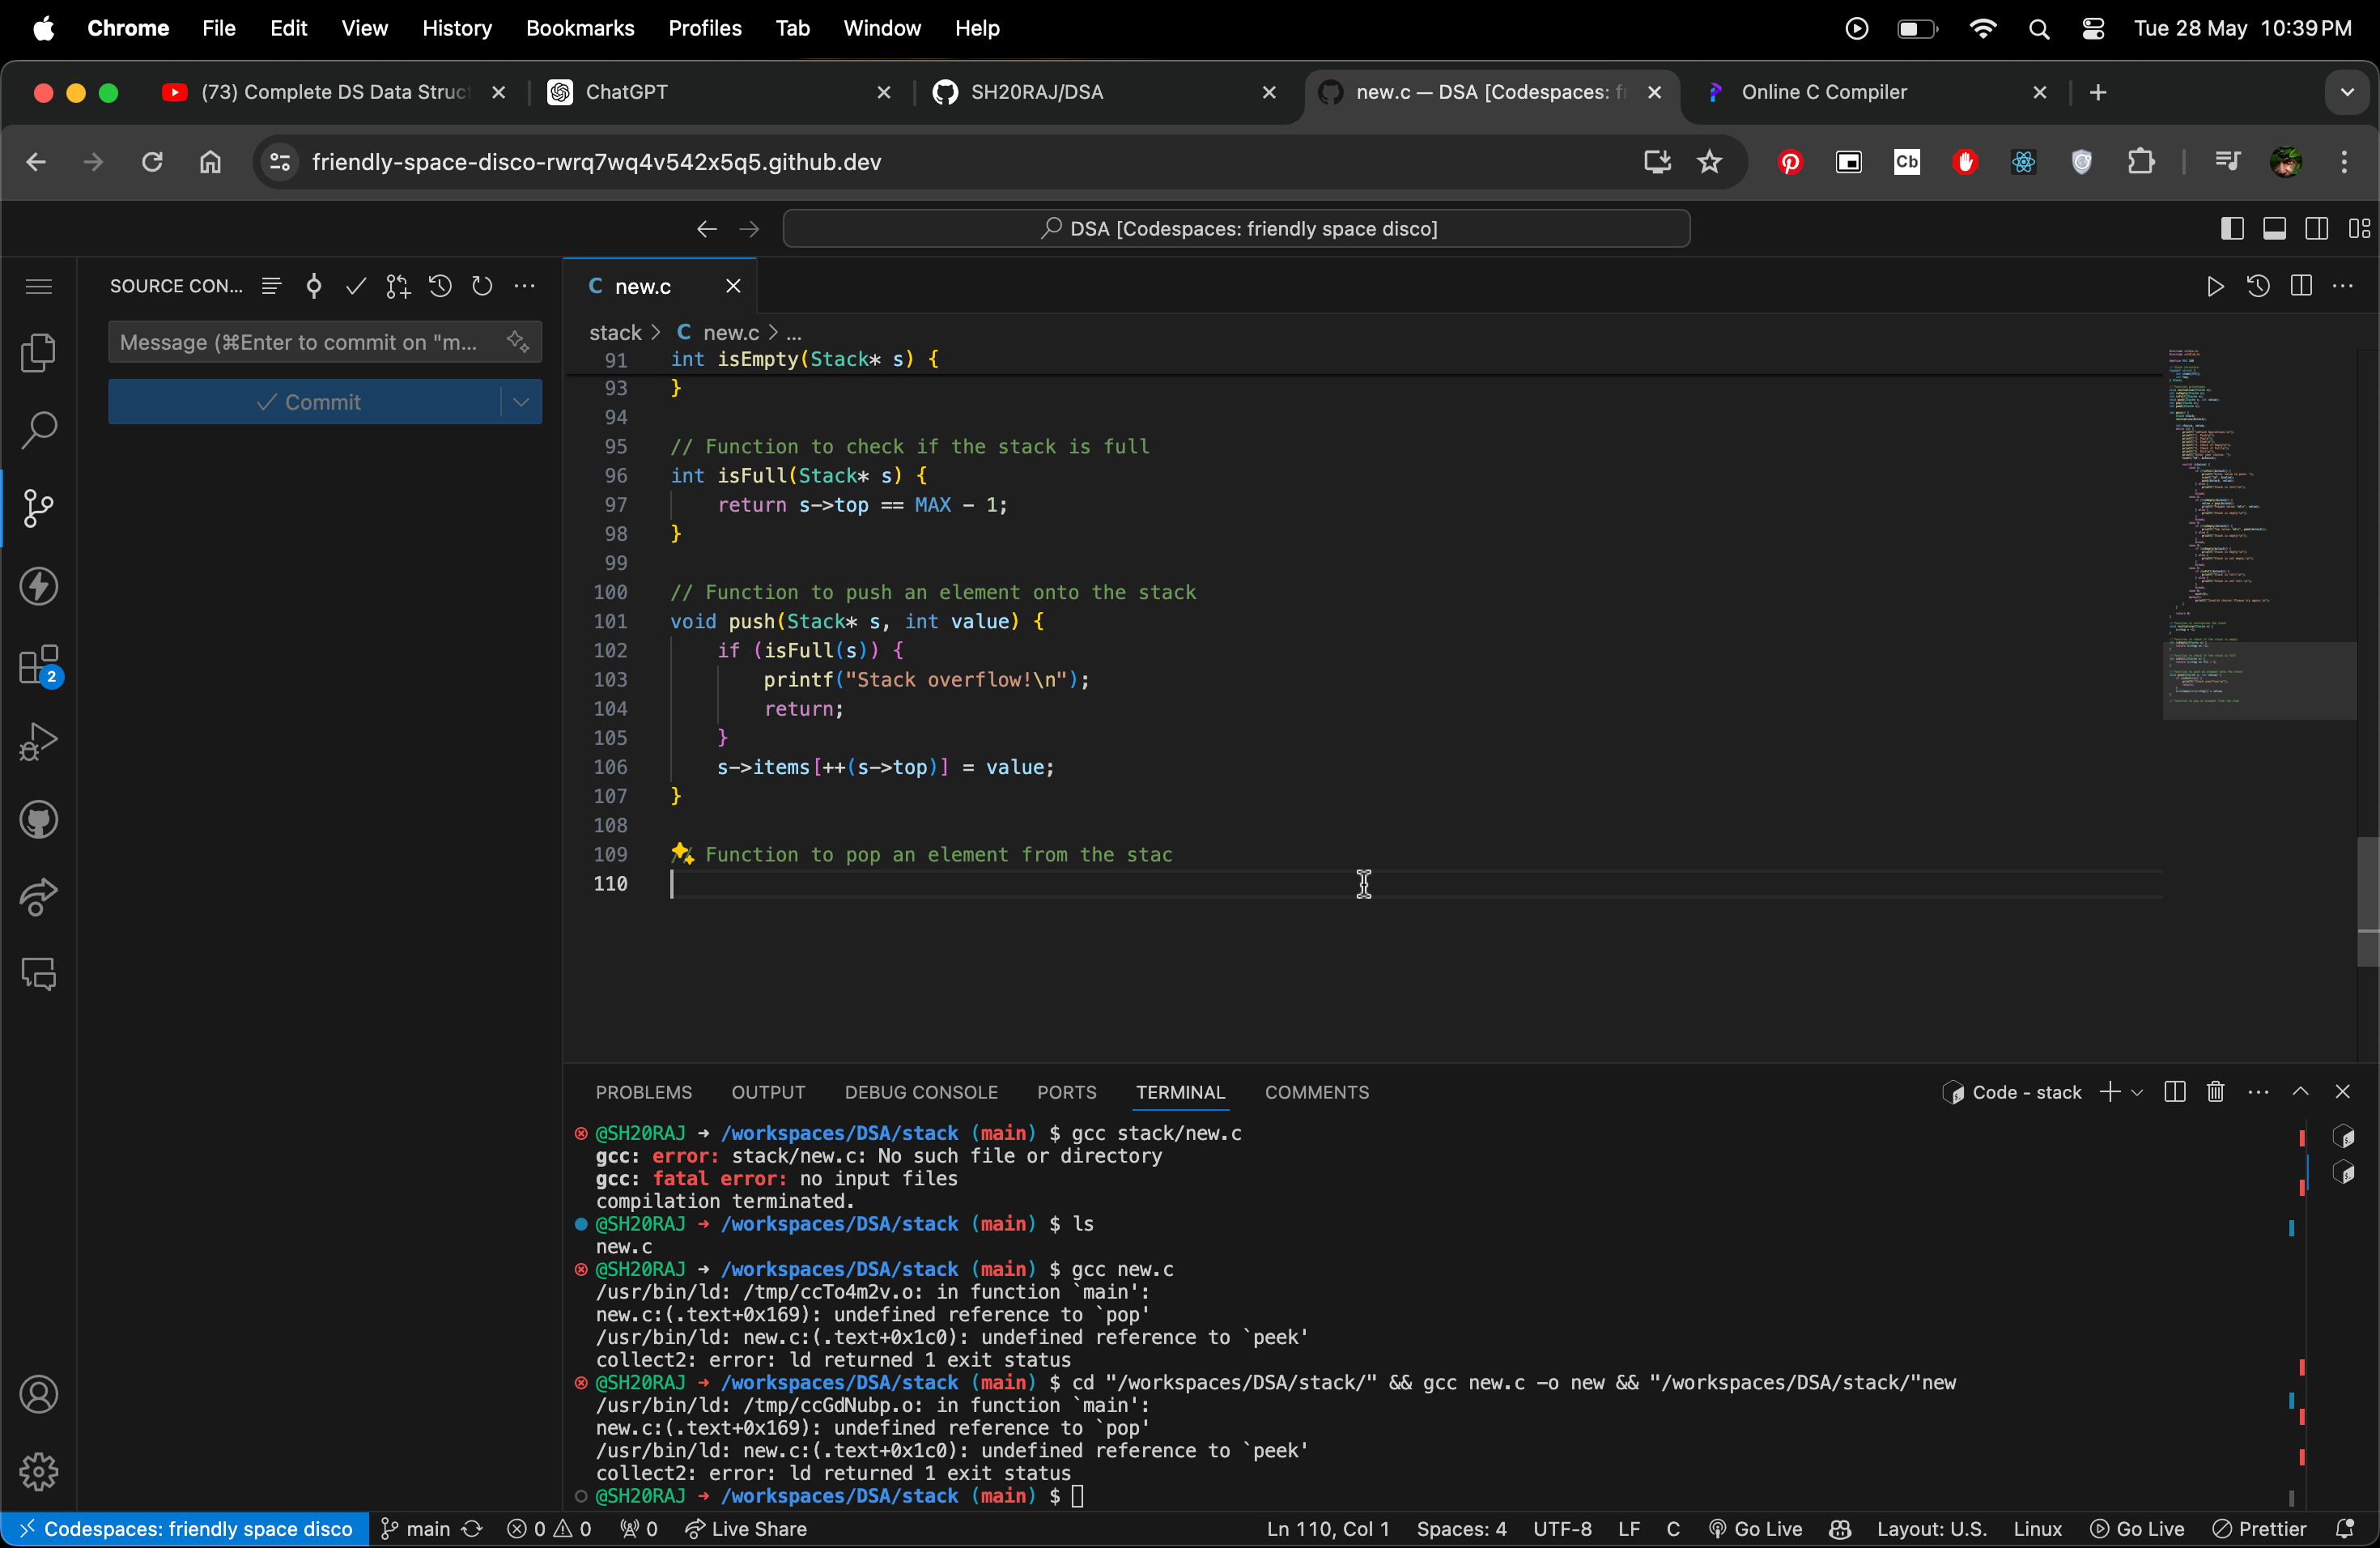 Chrome File Edit View History Bookmarks Profiles Tab Window Help Tue 28 May 10:39 PM
(73) Complete DS Data Struct ChatGPT SH20RAJ/DSA new.c — DSA [Codespaces: fr Online C Compiler
friendly-space-disco-rwrq7wq4v542x5q5.github.dev Cb
DSA [Codespaces: friendly space disco]
SOURCE CON...
Message (⌘Enter to commit on "m...
Commit
2
C new.c
stack > C new.c > ...
91 int isEmpty(Stack* s) {
93 }
94
95 // Function to check if the stack is full
96 int isFull(Stack* s) {
97 return s->top == MAX - 1;
98 }
99
100 // Function to push an element onto the stack
101 void push(Stack* s, int value) {
102 if (isFull(s)) {
103 printf("Stack overflow!\n");
104 return;
105 }
106 s->items[++(s->top)] = value;
107 }
108
109 // Function to pop an element from the stac
110
PROBLEMS OUTPUT DEBUG CONSOLE PORTS TERMINAL COMMENTS Code - stack
@SH20RAJ → /workspaces/DSA/stack (main) $ gcc stack/new.c
gcc: error: stack/new.c: No such file or directory
gcc: fatal error: no input files
compilation terminated.
@SH20RAJ → /workspaces/DSA/stack (main) $ ls
new.c
@SH20RAJ → /workspaces/DSA/stack (main) $ gcc new.c
/usr/bin/ld: /tmp/ccTo4m2v.o: in function `main':
new.c:(.text+0x169): undefined reference to `pop'
/usr/bin/ld: new.c:(.text+0x1c0): undefined reference to `peek'
collect2: error: ld returned 1 exit status
@SH20RAJ → /workspaces/DSA/stack (main) $ cd "/workspaces/DSA/stack/" && gcc new.c -o new && "/workspaces/DSA/stack/"new
/usr/bin/ld: /tmp/ccGdNubp.o: in function `main':
new.c:(.text+0x169): undefined reference to `pop'
/usr/bin/ld: new.c:(.text+0x1c0): undefined reference to `peek'
collect2: error: ld returned 1 exit status
@SH20RAJ → /workspaces/DSA/stack (main) $
Codespaces: friendly space disco main 0 0 0 Live Share Ln 110, Col 1 Spaces: 4 UTF-8 LF C Go Live Layout: U.S. Linux Go Live Prettier